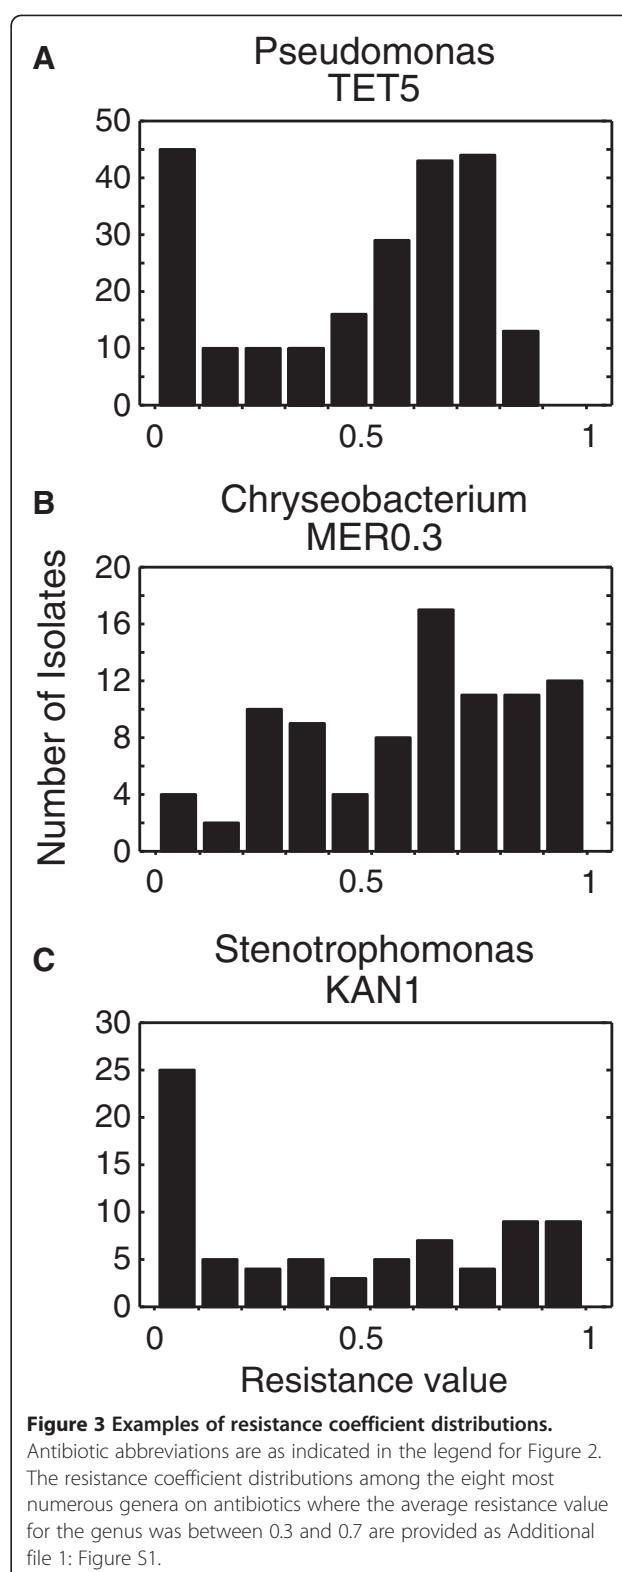 A
Pseudomonas
TET5
50
40
30
20
10
0
0
0.5
1
B
Chryseobacterium
MER0.3
Number of Isolates
20
16
12
8
4
0
0
0.5
1
C
Stenotrophomonas
KAN1
30
25
20
15
10
5
0
0
0.5
1
Resistance value
Figure 3 Examples of resistance coefficient distributions.
Antibiotic abbreviations are as indicated in the legend for Figure 2.
The resistance coefficient distributions among the eight most
numerous genera on antibiotics where the average resistance value
for the genus was between 0.3 and 0.7 are provided as Additional
file 1: Figure S1.